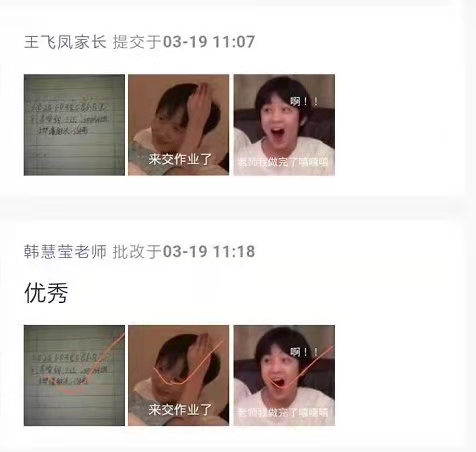 王飞凤家长 提交于03-19 11:07
来交作业了
啊！！
老师我做完了嘻嘻嘻
韩慧莹老师 批改于03-19 11:18
优秀
来交作业了
啊！！
老师我做完了嘻嘻嘻